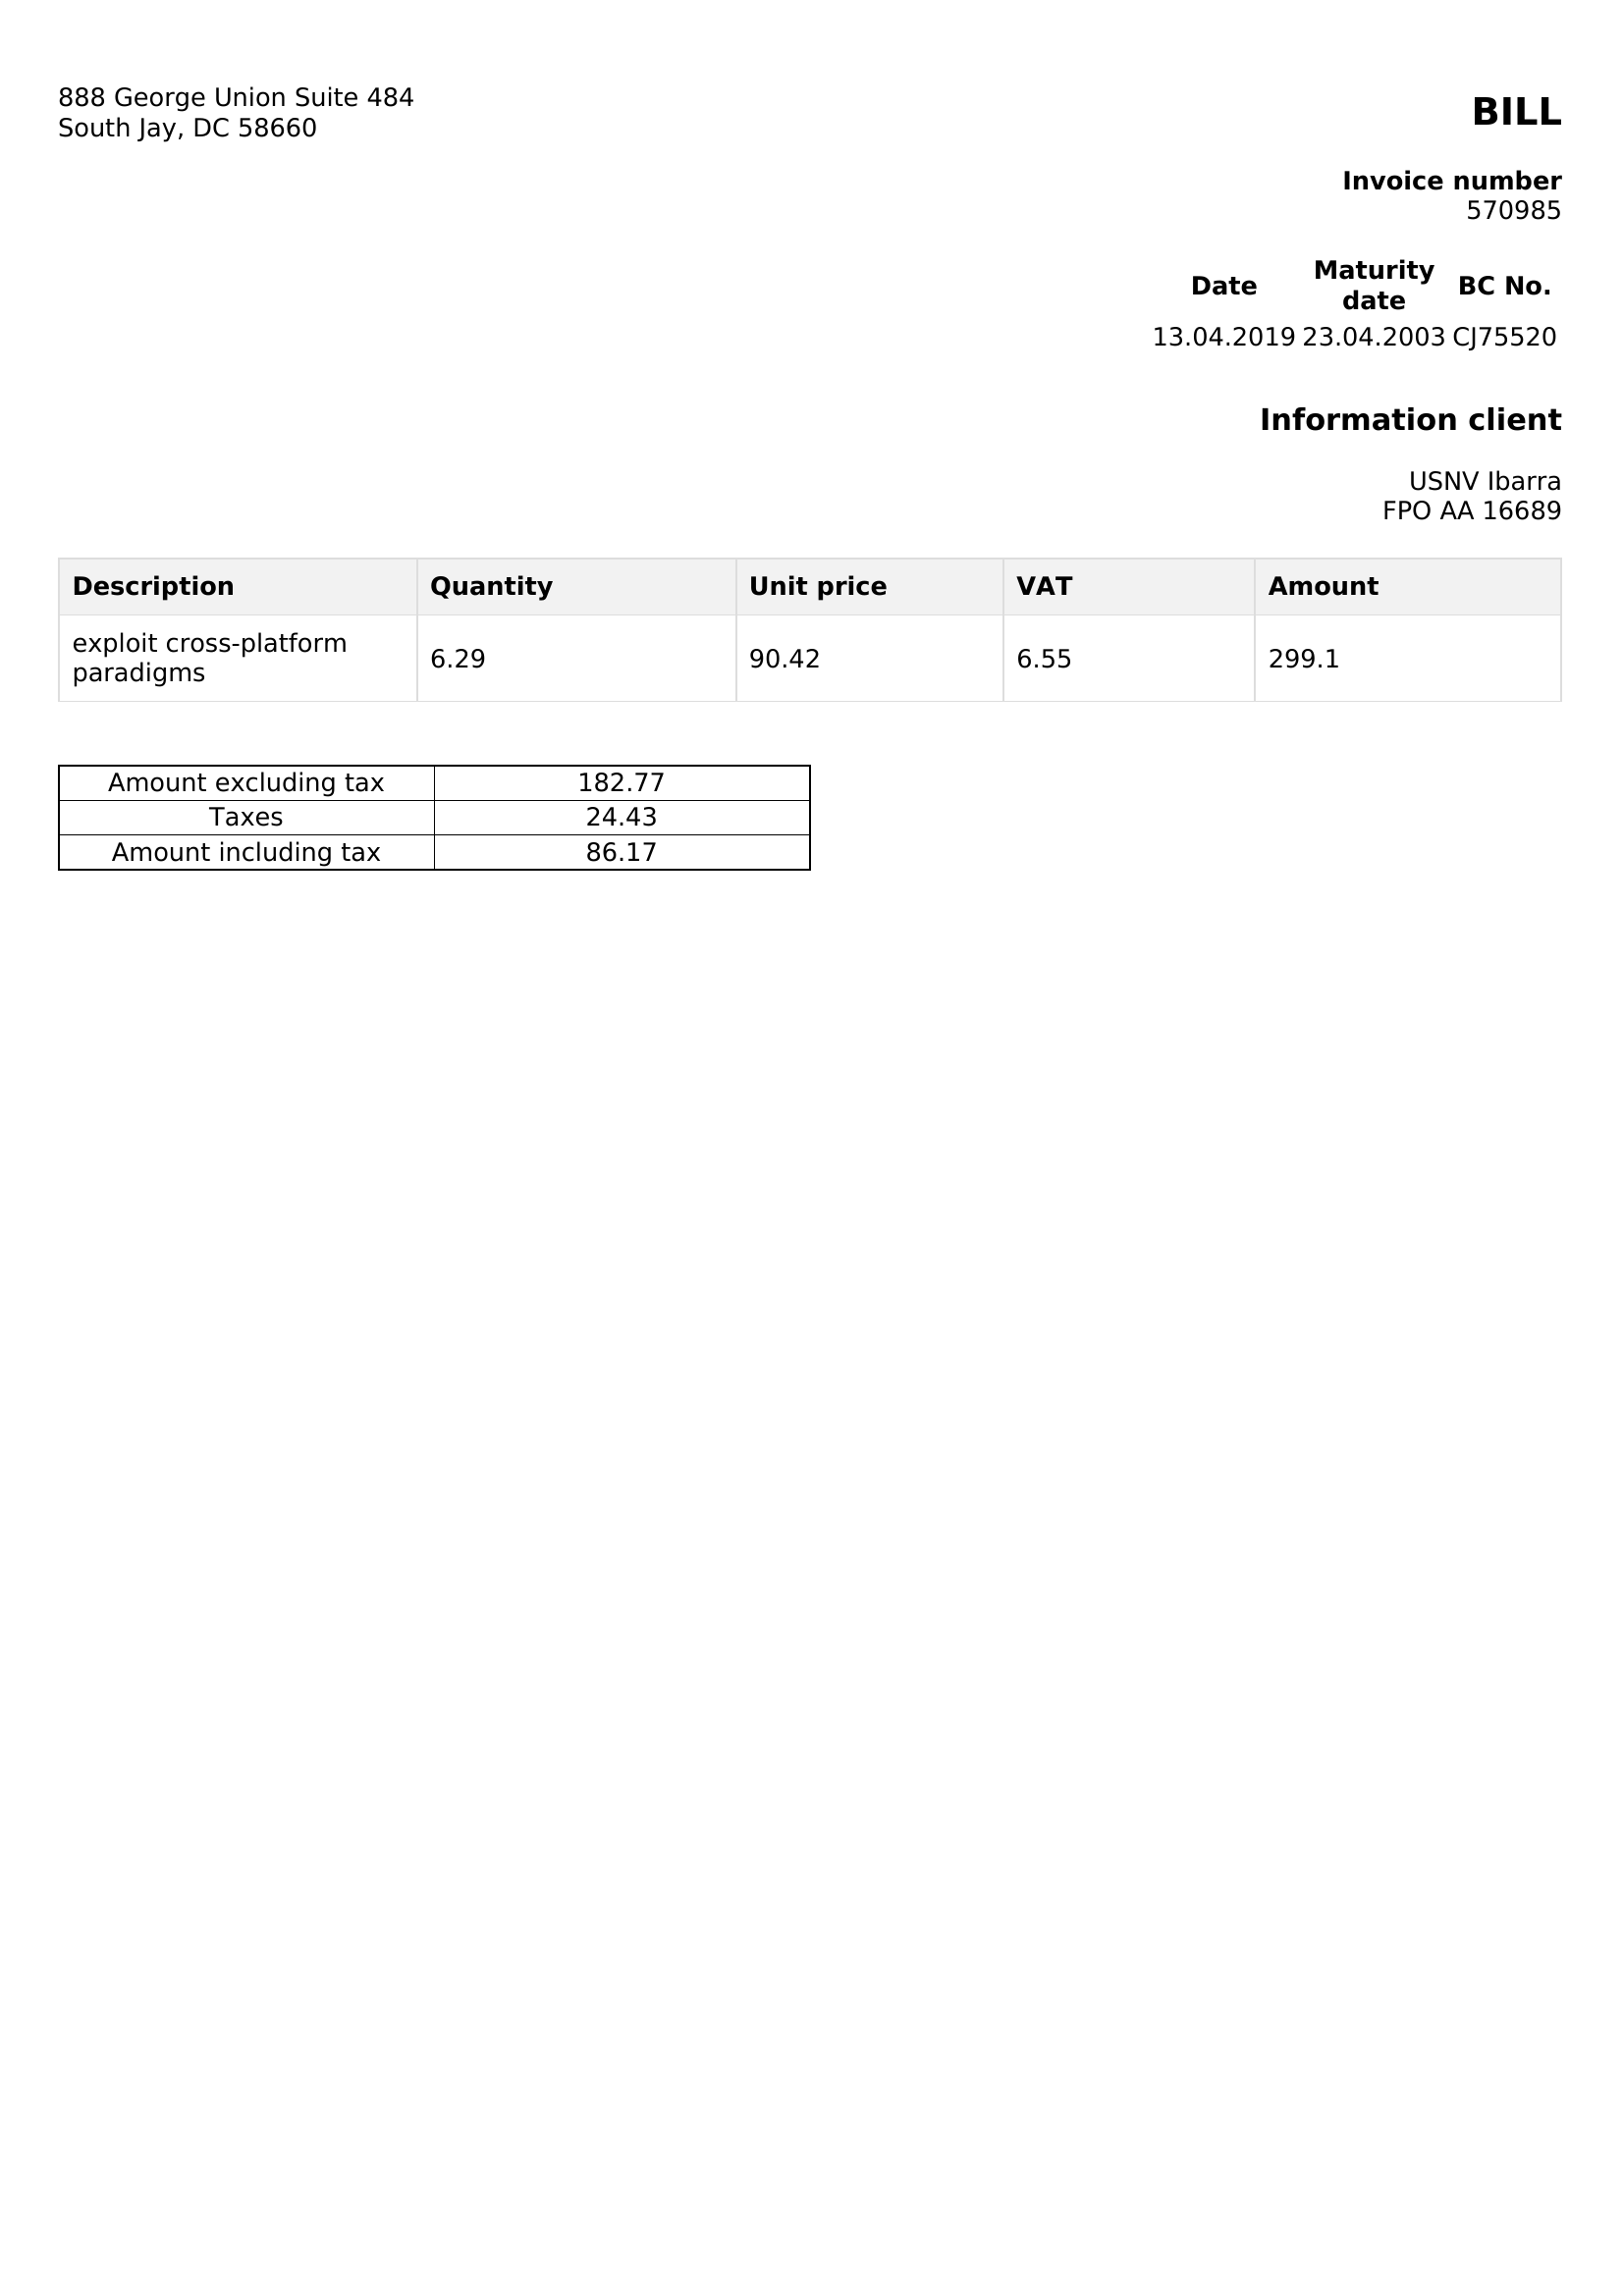 888 George Union Suite 484
South Jay, DC 58660
BILL
Invoice number
570985
Date Maturity date BC No.
13.04.2019 23.04.2003 CJ75520
Information client
USNV Ibarra
FPO AA 16689
Description Quantity Unit price VAT Amount
exploit cross-platform
paradigms 6.29 90.42 6.55 299.1
Amount excluding tax 182.77
Taxes 24.43
Amount including tax 86.17